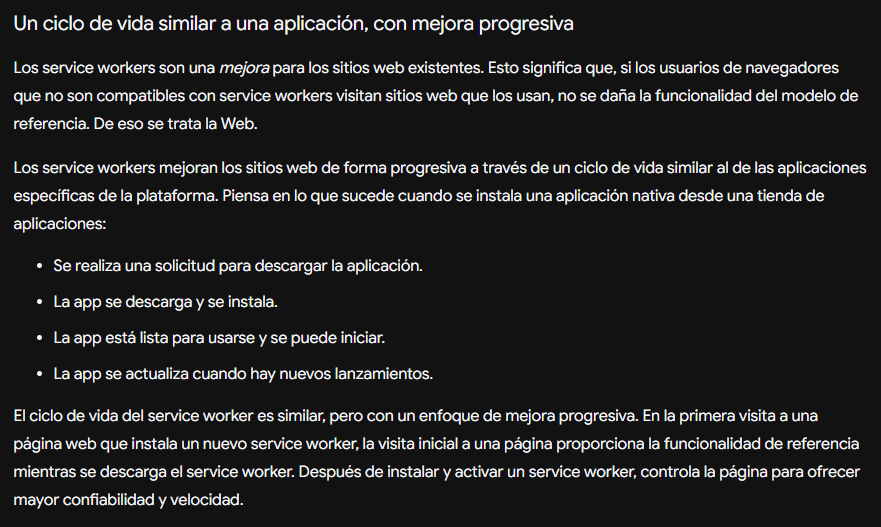 Un ciclo de vida similar a una aplicación, con mejora progresiva
Los service workers son una mejora para los sitios web existentes. Esto significa que, si los usuarios de navegadores
que no son compatibles con service workers visitan sitios web que los usan, no se daña la funcionalidad del modelo de
referencia. De eso se trata la Web.
Los service workers mejoran los sitios web de forma progresiva a través de un ciclo de vida similar al de las aplicaciones
específicas de la plataforma. Piensa en lo que sucede cuando se instala una aplicación nativa desde una tienda de
aplicaciones:
• Se realiza una solicitud para descargar la aplicación.
• La app se descarga y se instala.
• La app está lista para usarse y se puede iniciar.
• La app se actualiza cuando hay nuevos lanzamientos.
El ciclo de vida del service worker es similar, pero con un enfoque de mejora progresiva. En la primera visita a una
página web que instala un nuevo service worker, la visita inicial a una página proporciona la funcionalidad de referencia
mientras se descarga el service worker. Después de instalar y activar un service worker, controla la página para ofrecer
mayor confiabilidad y velocidad.